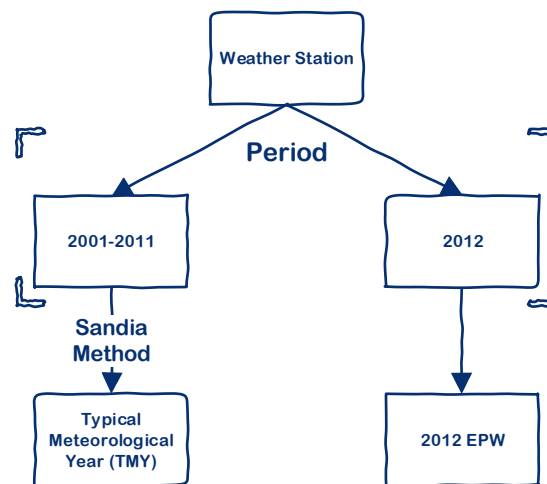 Weather Station
Period
2001-2011
2012
Sandia
Method
Typical
Meteorological
Year (TMY)
2012 EPW